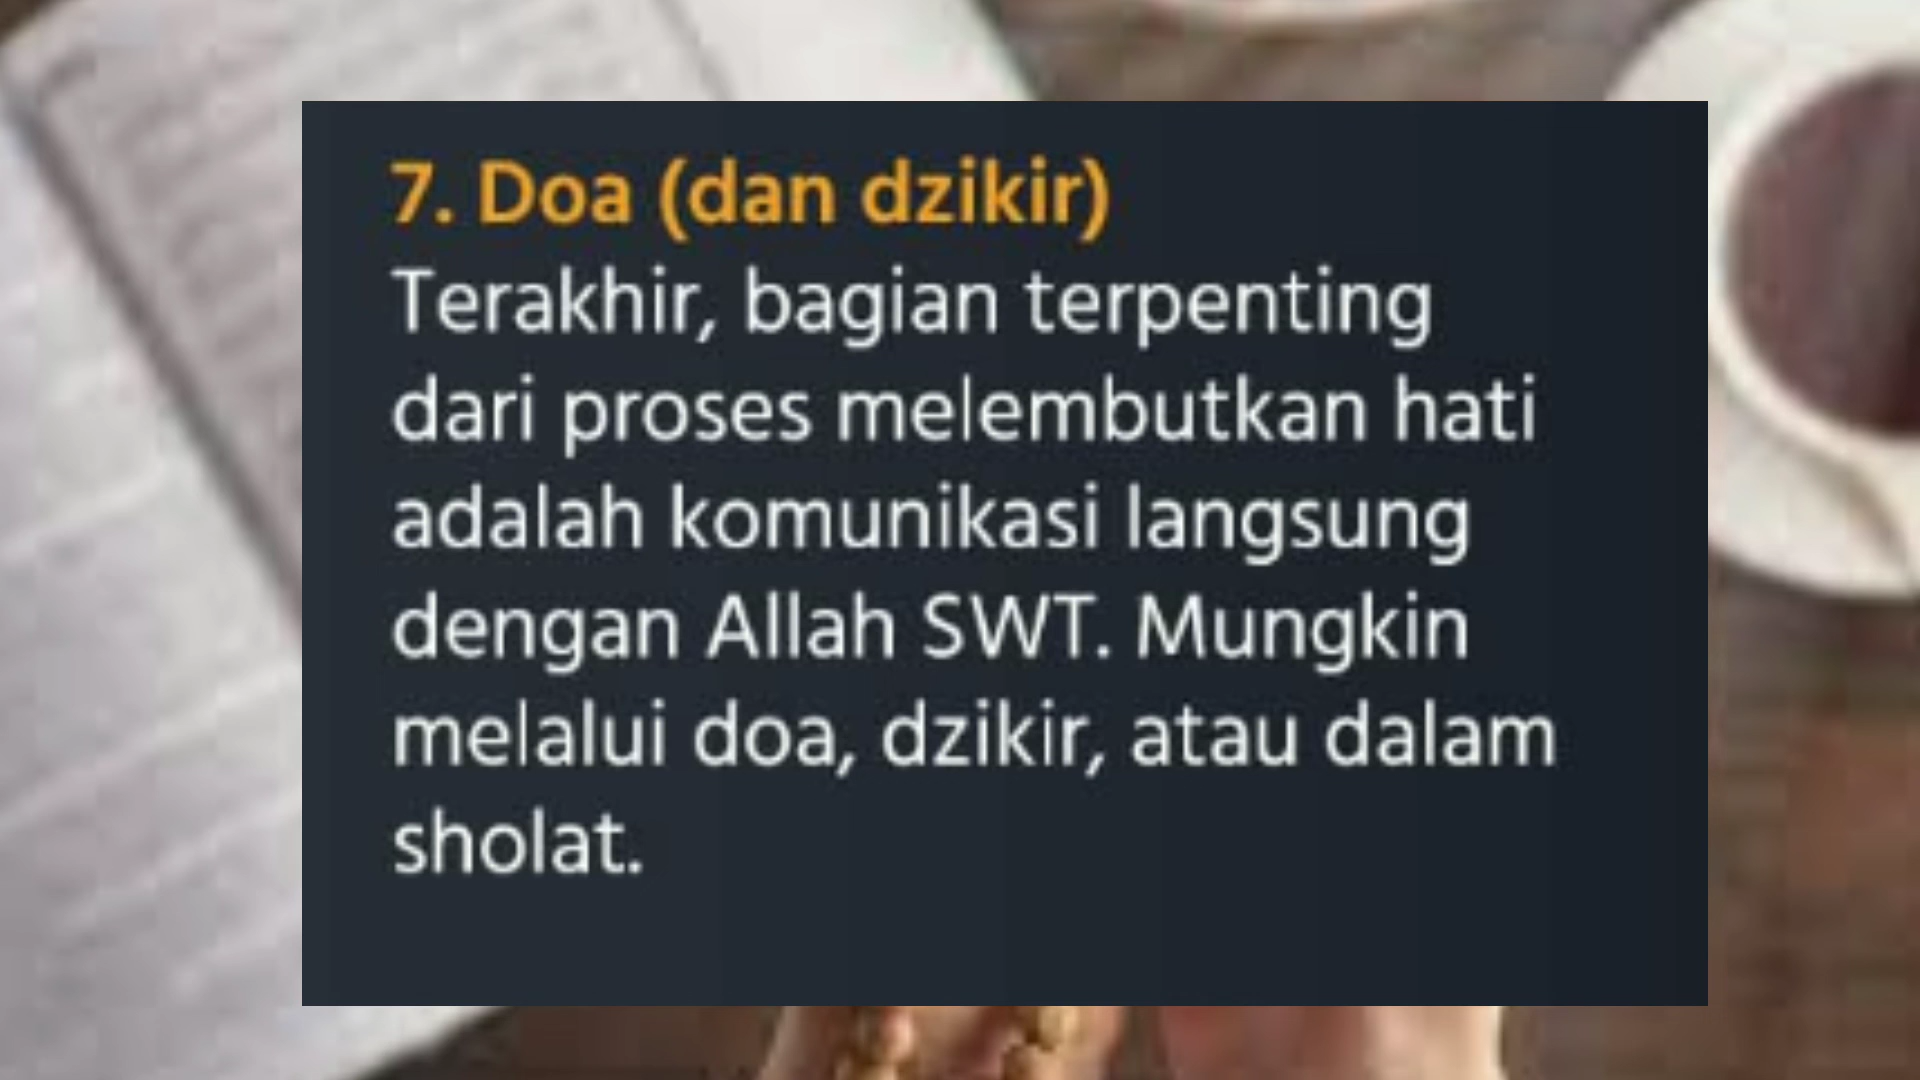 7. Doa (dan dzikir)
Terakhir, bagian terpenting
dari proses melembutkan hati
adalah komunikasi langsung
dengan Allah SWT. Mungkin
melalui doa, dzikir, atau dalam
sholat.